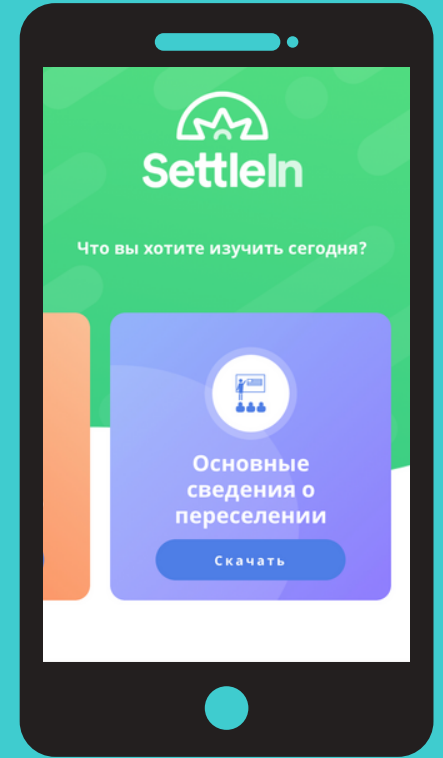 SettleIn
Что вы хотите изучить сегодня?
Основные
сведения о
переселении
Скачать